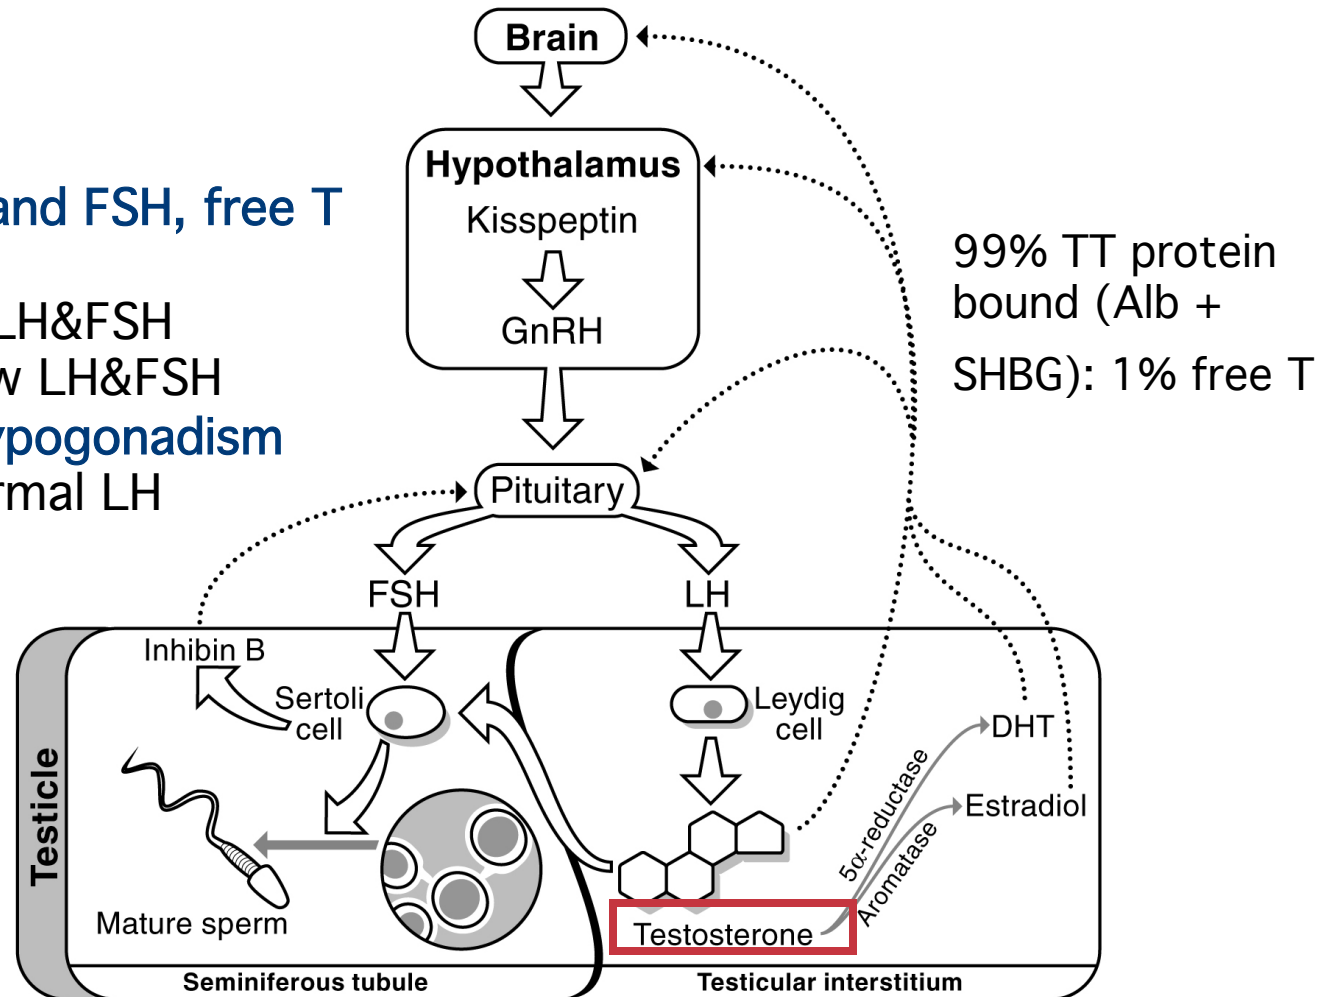 Brain
Hypothalamus
Kisspeptin
GnRH
and FSH, free T
LH&FSH
w LH&FSH
ypogonadism
rmal LH
99% TT protein
bound (Alb +
SHBG): 1% free T
Pituitary
FSH
LH
Inhibin B
Sertoli
cell
Leydig
cell
DHT
Estradiol
5α-reductase
Aromatase
Testicle
Mature sperm
Testosterone
Seminiferous tubule
Testicular interstitium